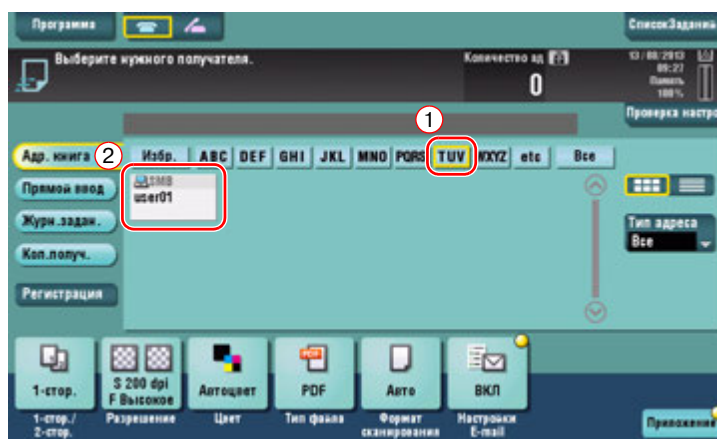 Программа
СписокЗаданий
Выберите нужного получателя.
Количество ад
0
13/08/2013
09:27
Память
100%
Проверка настро
1
Адр. книга
2
Избр. ABC DEF GHI JKL MNO PQRS TUV WXYZ etc Все
Прямой ввод
SMB
user01
Журн.задан.
Тип адреса
Все
Коп.получ.
Регистрация
1-стор.
S 200 dpi
F Высокое
Автоцвет
PDF
Авто
ВКЛ
1-стор./
2-стор.
Разрешение
Цвет
Тип файла
Формат
сканирования
Настройки
E-mail
Приложение